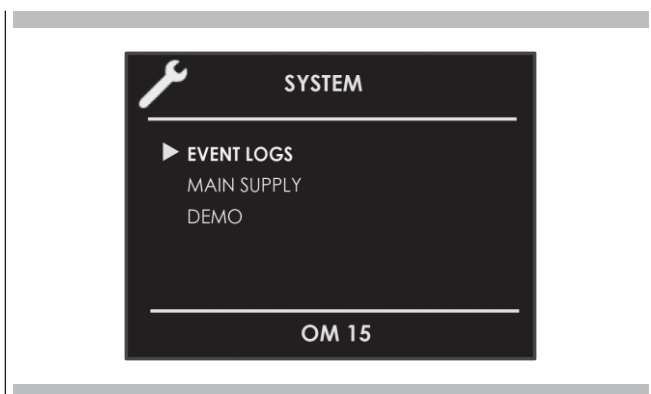 SYSTEM
EVENT LOGS
MAIN SUPPLY
DEMO
OM 15